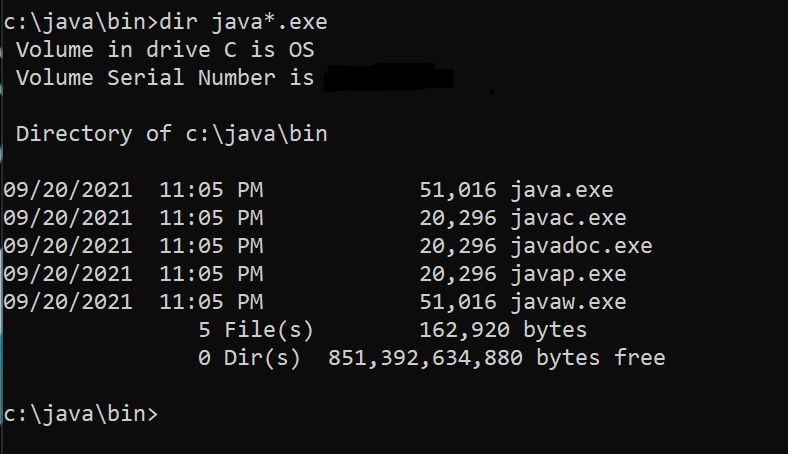 c:\java\bin>dir java*.exe
 Volume in drive C is OS
 Volume Serial Number is

 Directory of c:\java\bin

09/20/2021  11:05 PM            51,016 java.exe
09/20/2021  11:05 PM            20,296 javac.exe
09/20/2021  11:05 PM            20,296 javadoc.exe
09/20/2021  11:05 PM            20,296 javap.exe
09/20/2021  11:05 PM            51,016 javaw.exe
               5 File(s)        162,920 bytes
               0 Dir(s)  851,392,634,880 bytes free

c:\java\bin>